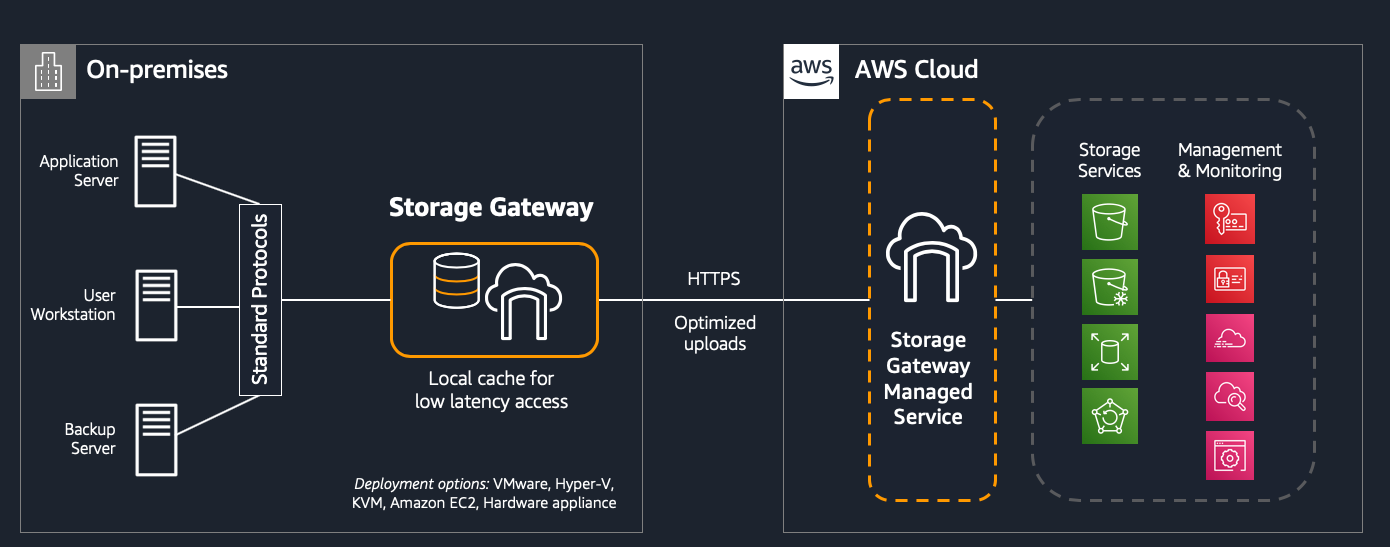 On-premises
Application
Server
User
Workstation
Backup
Server
Standard Protocols
Storage Gateway
Local cache for
low latency access
Deployment options: VMware, Hyper-V,
KVM, Amazon EC2, Hardware appliance
HTTPS
Optimized
uploads
aws
AWS Cloud
Storage
Gateway
Managed
Service
Storage
Services
Management
& Monitoring